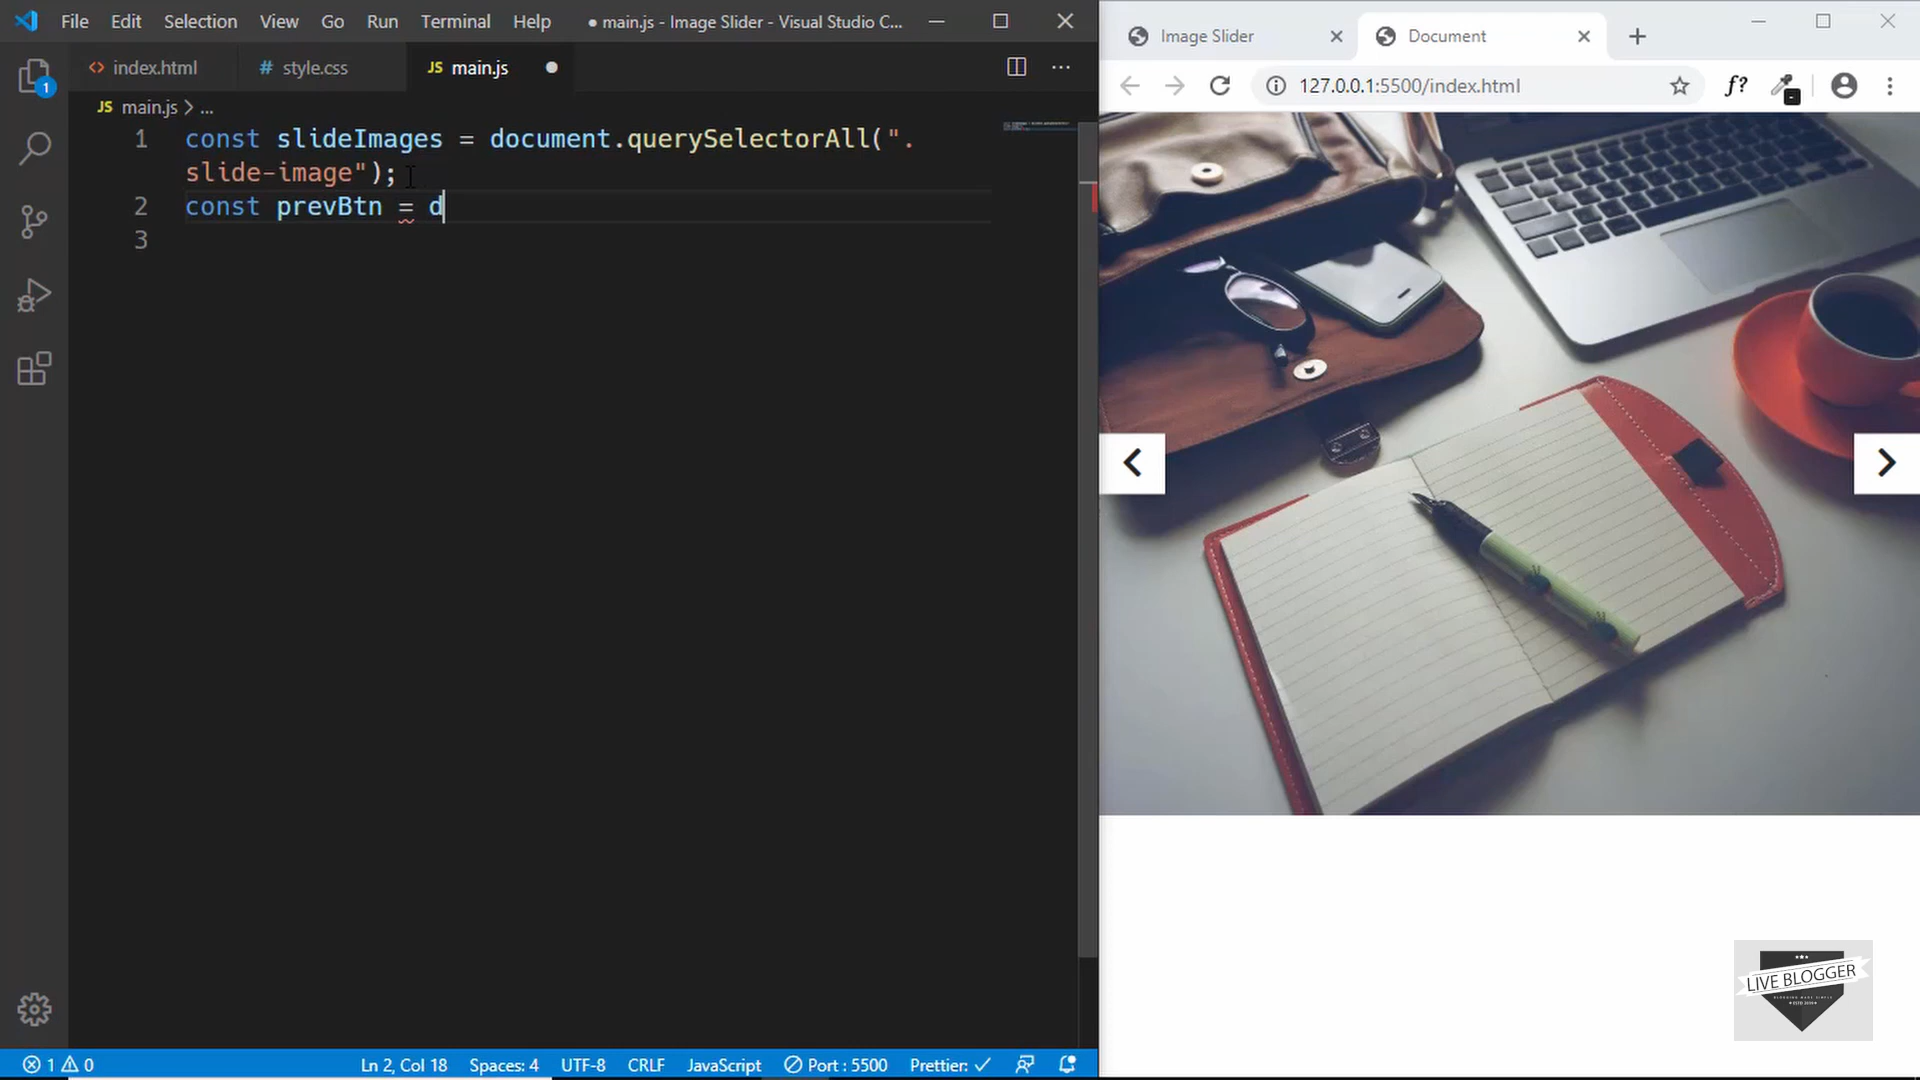 File Edit Selection View Go Run Terminal Help ● main.js - Image Slider - Visual Studio C...
index.html style.css JS main.js
JS main.js > ...
1 const slideImages = document.querySelectorAll(".
slide-image");
2 const prevBtn = d
3
1
1 0 Ln 2, Col 18 Spaces: 4 UTF-8 CRLF JavaScript Port : 5500 Prettier: ✓
Image Slider Document
127.0.0.1:5500/index.html f?
LIVE BLOGGER